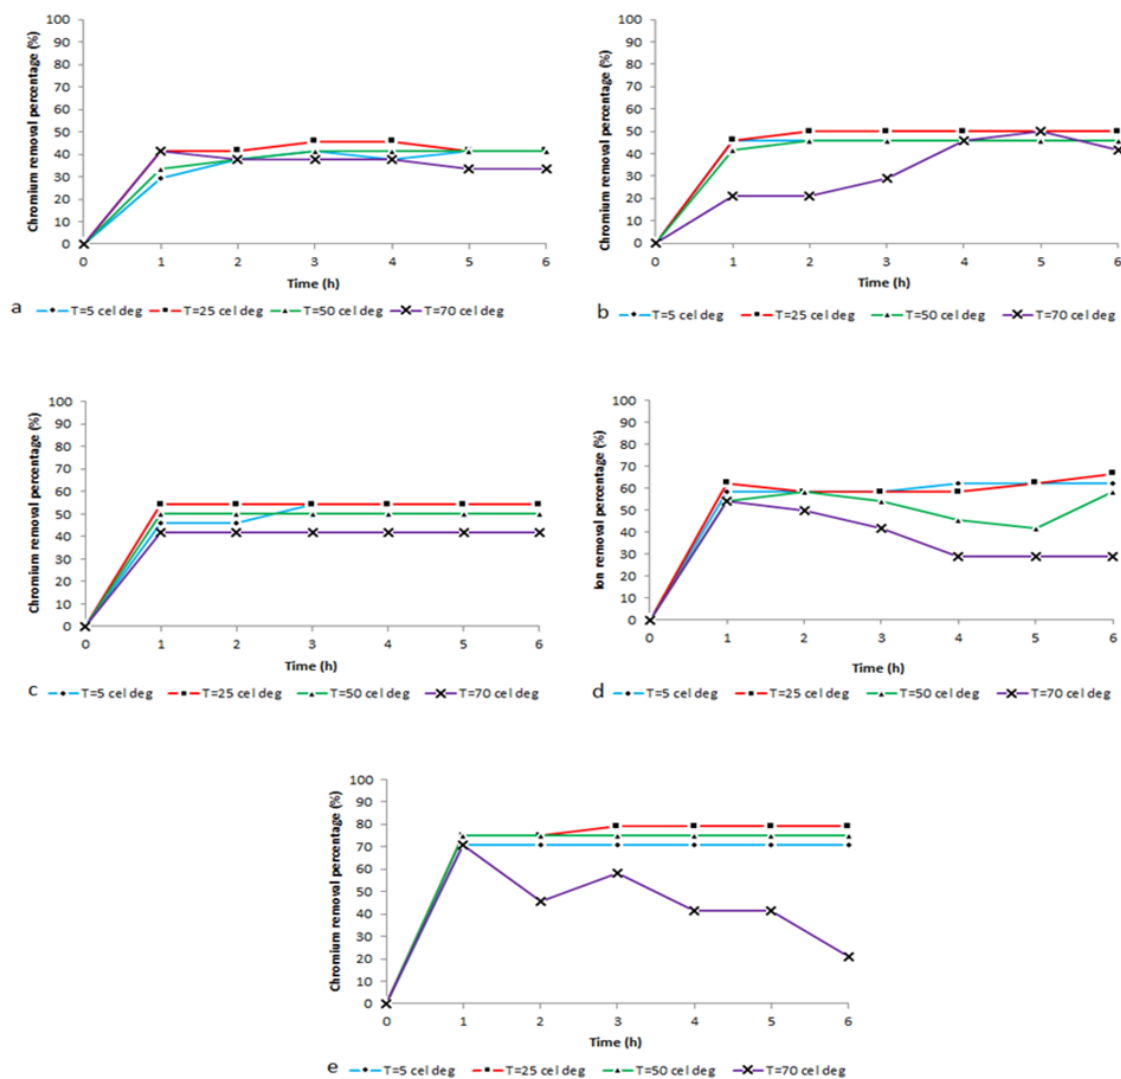 Chromium removal percentage (%)
100
90
80
70
60
50
40
30
20
10
0
0 1 2 3 4 5 6
Time (h)
a T=5 cel deg T=25 cel deg T=50 cel deg T=70 cel deg
Chromium removal percentage (%)
100
90
80
70
60
50
40
30
20
10
0
0 1 2 3 4 5 6
Time (h)
b T=5 cel deg T=25 cel deg T=50 cel deg T=70 cel deg
Chromium removal percentage (%)
100
90
80
70
60
50
40
30
20
10
0
0 1 2 3 4 5 6
Time (h)
c T=5 cel deg T=25 cel deg T=50 cel deg T=70 cel deg
Ion removal percentage (%)
100
90
80
70
60
50
40
30
20
10
0
0 1 2 3 4 5 6
Time (h)
d T=5 cel deg T=25 cel deg T=50 cel deg T=70 cel deg
Chromium removal percentage (%)
100
90
80
70
60
50
40
30
20
10
0
0 1 2 3 4 5 6
Time (h)
e T=5 cel deg T=25 cel deg T=50 cel deg T=70 cel deg